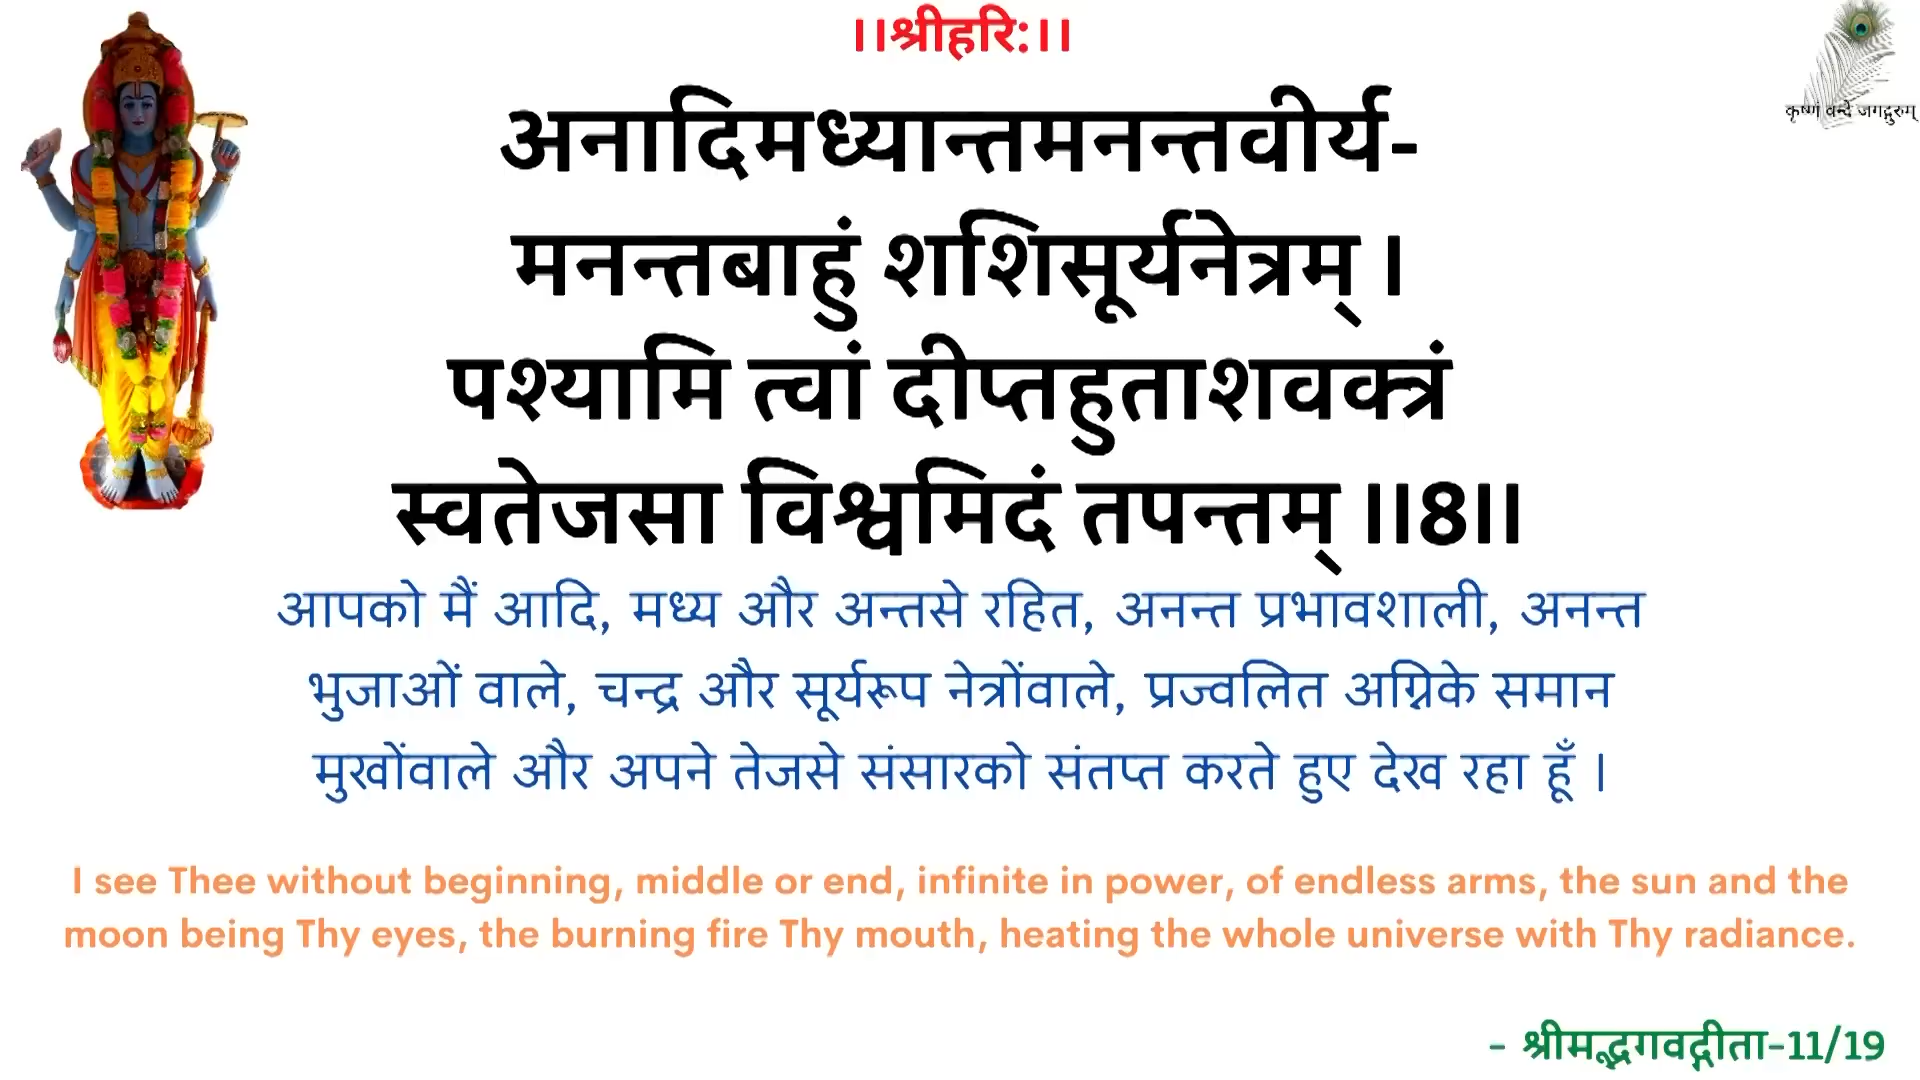 ।।श्रीहरि:।।
कृष्णं वन्दे जगद्गुरुम्
अनादिमध्यान्तमनन्तवीर्य-
मनन्तबाहुं शशिसूर्यनेत्रम् ।
पश्यामि त्वां दीप्तहुताशवक्त्रं
स्वतेजसा विश्वमिदं तपन्तम् ।।8।।
आपको मैं आदि, मध्य और अन्तसे रहित, अनन्त प्रभावशाली, अनन्त
भुजाओं वाले, चन्द्र और सूर्यरूप नेत्रोंवाले, प्रज्वलित अग्निके समान
मुखोंवाले और अपने तेजसे संसारको संतप्त करते हुए देख रहा हूँ ।
I see Thee without beginning, middle or end, infinite in power, of endless arms, the sun and the
moon being Thy eyes, the burning fire Thy mouth, heating the whole universe with Thy radiance.
- श्रीमद्भगवद्गीता-11/19